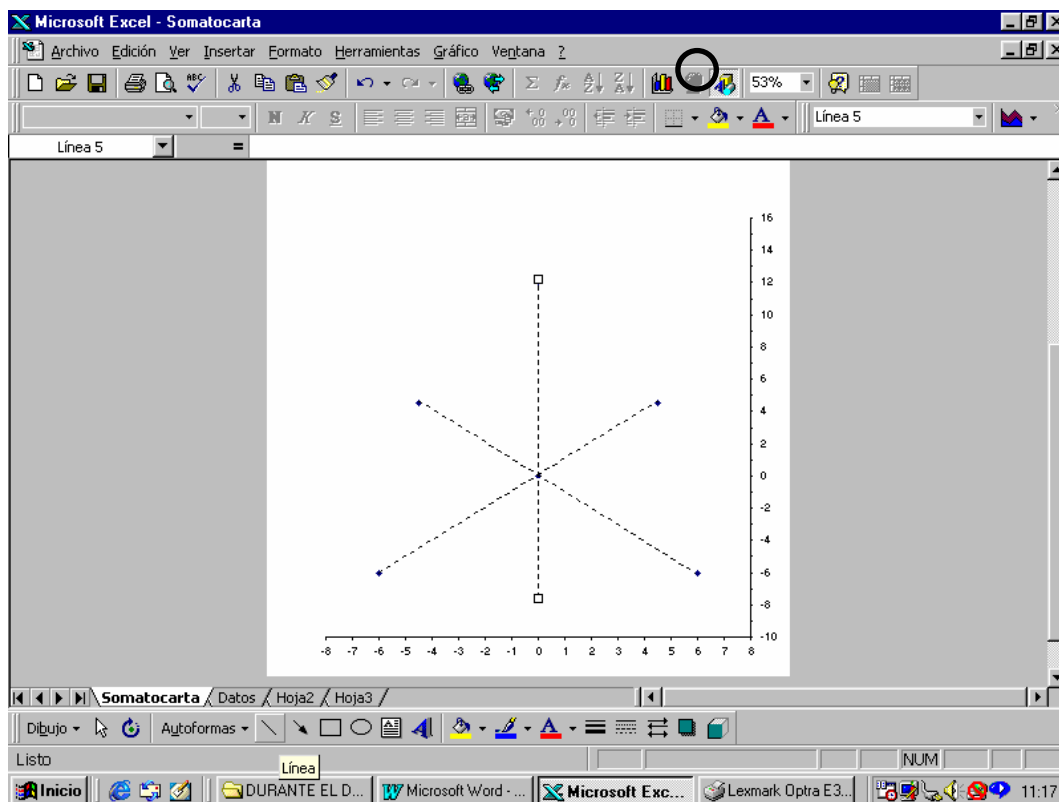 Microsoft Excel - Somatocarta
Archivo Edición Ver Insertar Formato Herramientas Gráfico Ventana ?
53%
N K S
Línea 5
Línea 5 =
16
14
12
10
8
6
4
2
0
-2
-4
-6
-8
-10
-8 -7 -6 -5 -4 -3 -2 -1 0 1 2 3 4 5 6 7 8
Somatocarta Datos Hoja2 Hoja3
Dibujo Autoformas
Listo NUM
Línea
Inicio DURANTE EL D... Microsoft Word - ... Microsoft Exc... Lexmark Optra E3... 11:17